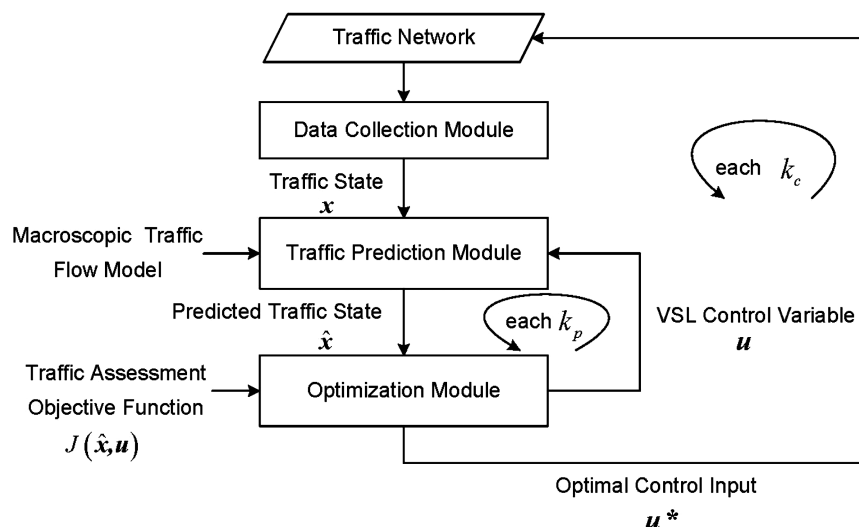 Traffic Network
Data Collection Module
each k_c
Traffic State
x
Macroscopic Traffic
Flow Model
Traffic Prediction Module
Predicted Traffic State
x̂
each k_p
VSL Control Variable
u
Traffic Assessment
Objective Function
J(x̂,u)
Optimization Module
Optimal Control Input
u*